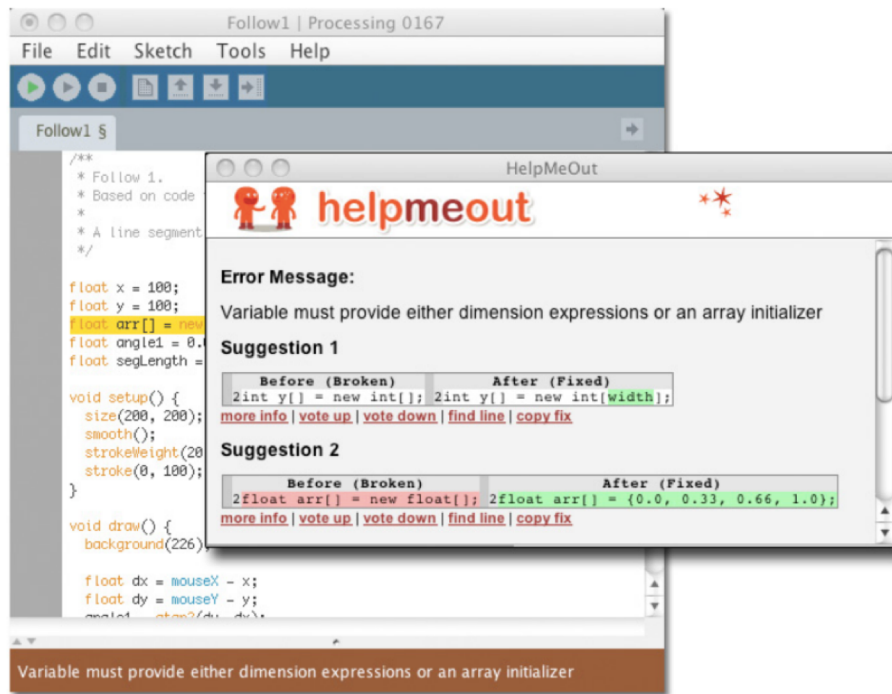 Follow1 | Processing 0167
File Edit Sketch Tools Help
Follow1 §
/**
* Follow 1.
* Based on code
*
* A line segment
*/
float x = 100;
float y = 100;
float arr[] = new
float angle1 = 0.
float segLength =
void setup() {
size(200, 200);
smooth();
strokeWeight(20
stroke(0, 100);
}
void draw() {
background(226)
float dx = mouseX - x;
float dy = mouseY - y;
angle1 = atan2(dy, dx);
Variable must provide either dimension expressions or an array initializer
HelpMeOut
helpmeout
Error Message:
Variable must provide either dimension expressions or an array initializer
Suggestion 1
Before (Broken) After (Fixed)
2int y[] = new int[]; 2int y[] = new int[width];
more info | vote up | vote down | find line | copy fix
Suggestion 2
Before (Broken) After (Fixed)
2float arr[] = new float[]; 2float arr[] = {0.0, 0.33, 0.66, 1.0};
more info | vote up | vote down | find line | copy fix